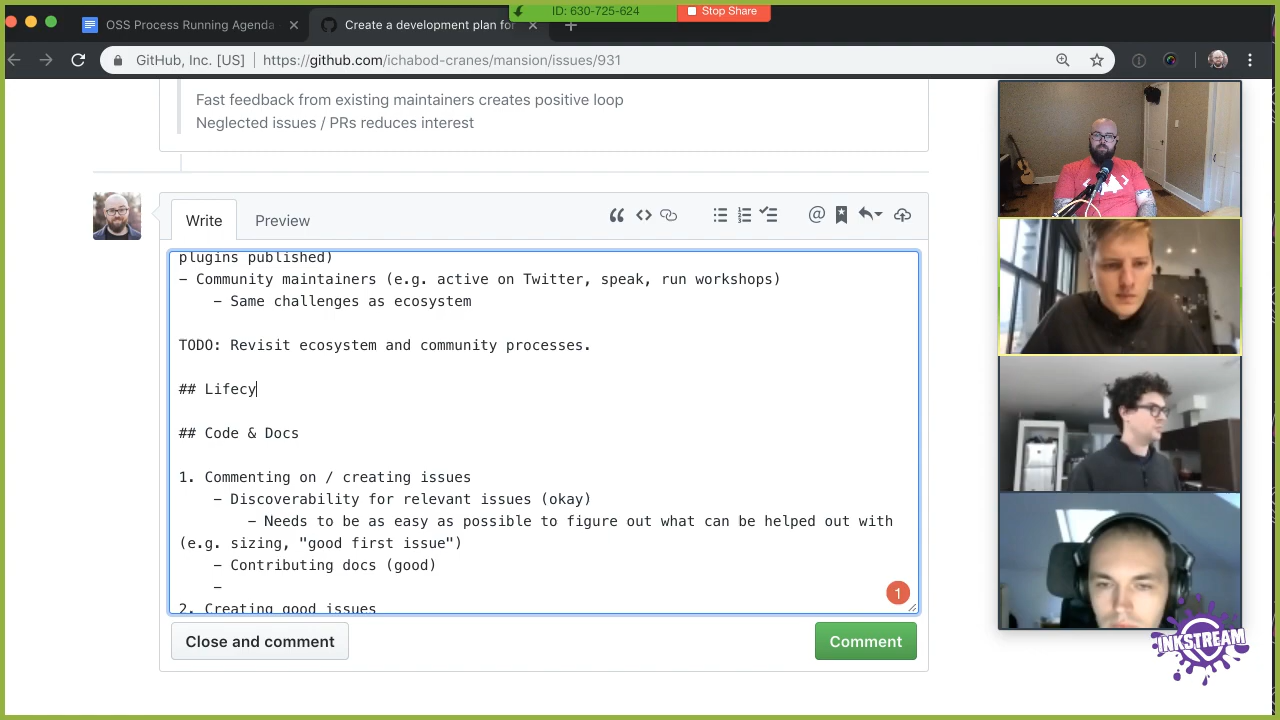 ID: 630-725-624 Stop Share
OSS Process Running Agenda
Create a development plan for
GitHub, Inc. [US] https://github.com/ichabod-cranes/mansion/issues/931
Fast feedback from existing maintainers creates positive loop
Neglected issues / PRs reduces interest
Write Preview
plugins published)
– Community maintainers (e.g. active on Twitter, speak, run workshops)
– Same challenges as ecosystem
TODO: Revisit ecosystem and community processes.
## Lifecy
## Code & Docs
1. Commenting on / creating issues
– Discoverability for relevant issues (okay)
– Needs to be as easy as possible to figure out what can be helped out with
(e.g. sizing, "good first issue")
– Contributing docs (good)
–
2. Creating good issues
1
Close and comment Comment
INKSTREAM